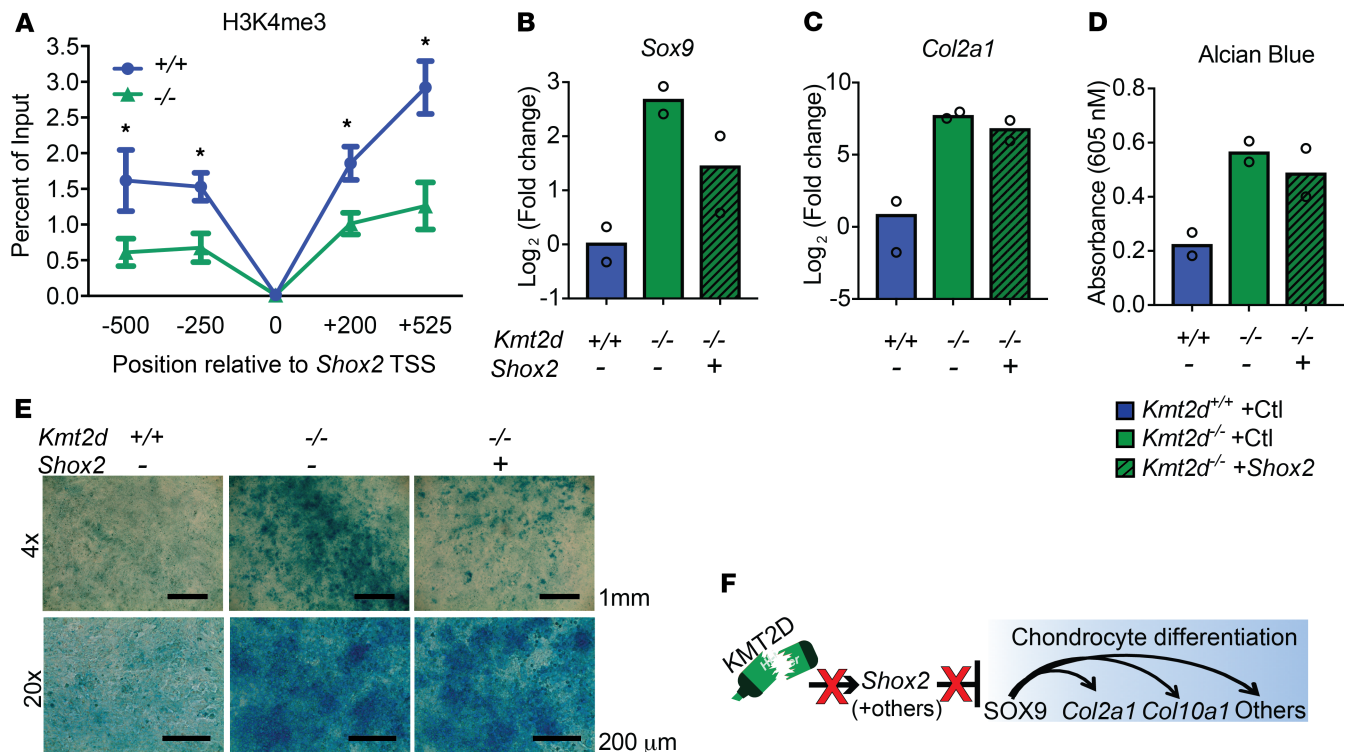 A
H3K4me3
3.5
3.0
2.5
2.0
1.5
1.0
0.5
0.0
Percent of Input
+/+
-/-
*
*
*
*
-500
-250
0
+200
+525
Position relative to Shox2 TSS
B
Sox9
Log2 (Fold change)
3
2
1
0
-1
Kmt2d +/+ -/- -/-
Shox2 - - +
C
Col2a1
Log2 (Fold change)
10
5
0
-5
+/+ -/- -/-
- - +
D
Alcian Blue
Absorbance (605 nM)
0.8
0.6
0.4
0.2
0.0
+/+ -/- -/-
- - +
Kmt2d+/+ +Ctl
Kmt2d-/- +Ctl
Kmt2d-/- +Shox2
E
Kmt2d +/+ -/- -/-
Shox2 - - +
4x
1mm
20x
200 μm
F
KMT2D
Shox2
(+others)
Chondrocyte differentiation
SOX9 Col2a1 Col10a1 Others